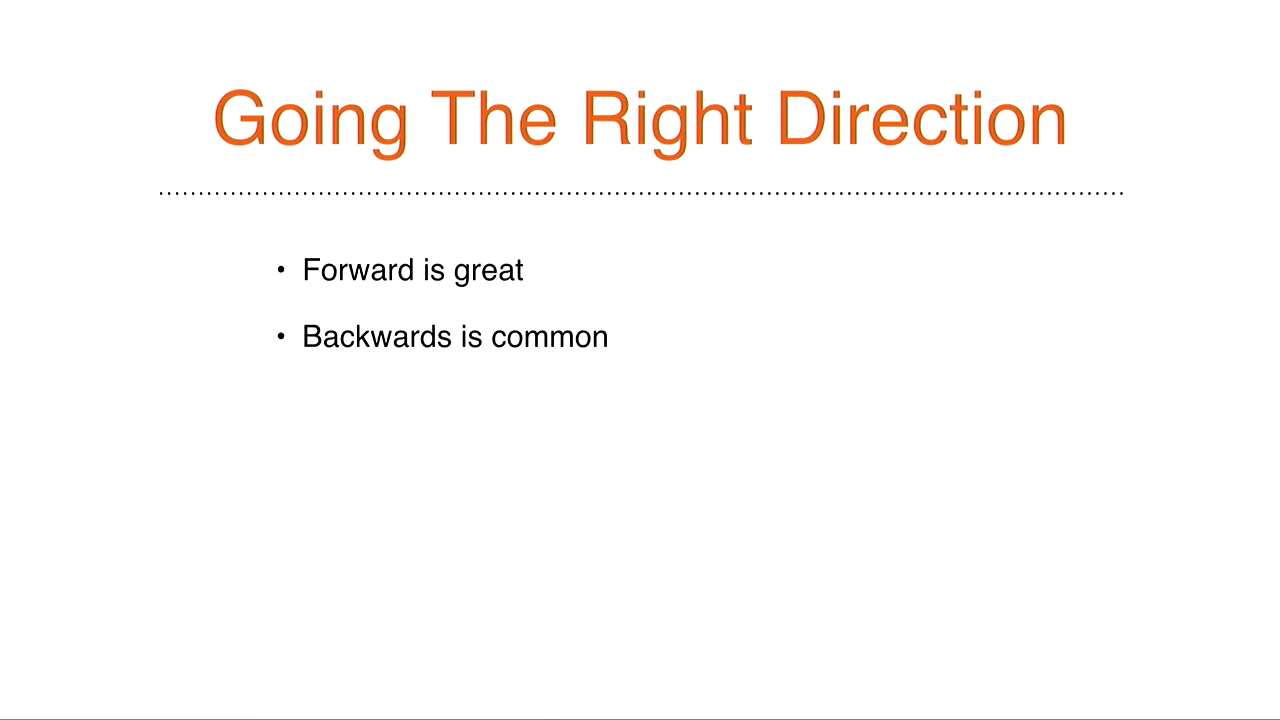 Going The Right Direction
• Forward is great
• Backwards is common